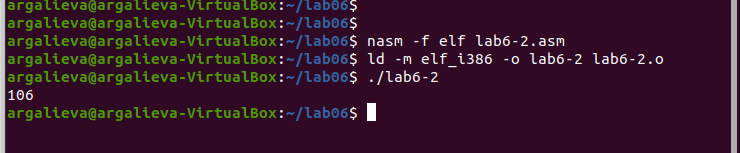 argalieva@argalieva-VirtualBox:~/lab06$
argalieva@argalieva-VirtualBox:~/lab06$
argalieva@argalieva-VirtualBox:~/lab06$ nasm -f elf lab6-2.asm
argalieva@argalieva-VirtualBox:~/lab06$ ld -m elf_i386 -o lab6-2 lab6-2.o
argalieva@argalieva-VirtualBox:~/lab06$ ./lab6-2
106
argalieva@argalieva-VirtualBox:~/lab06$